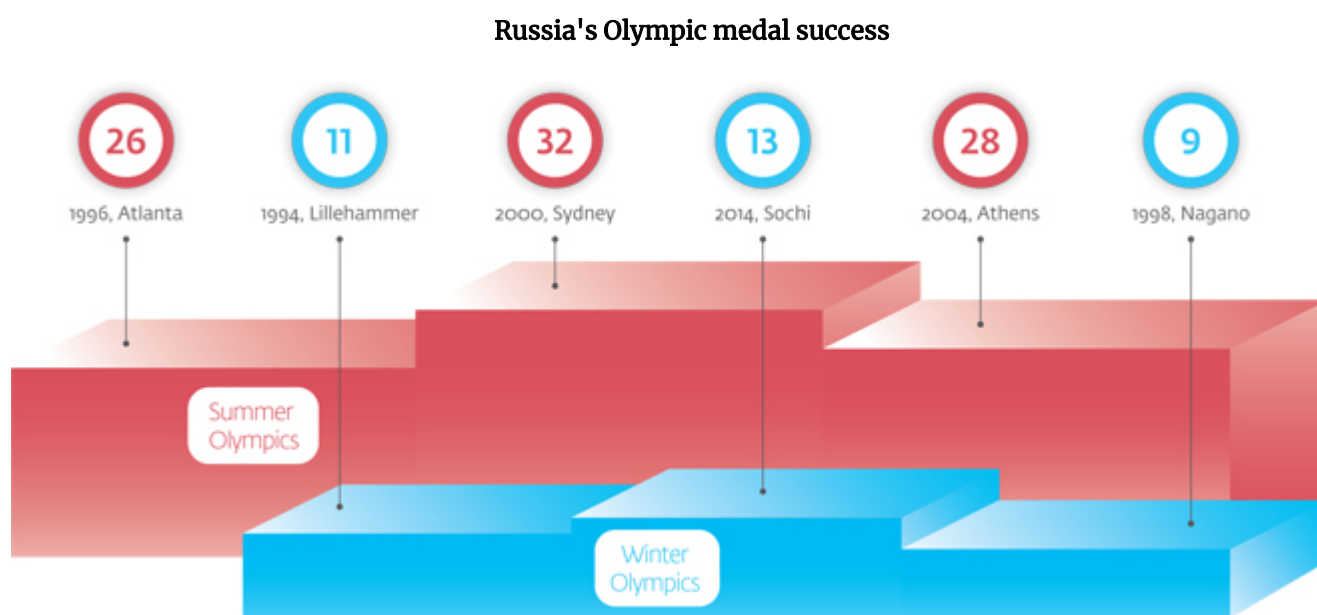 Russia's Olympic medal success
26
11
32
13
28
9
1996, Atlanta
1994, Lillehammer
2000, Sydney
2014, Sochi
2004, Athens
1998, Nagano
Summer
Olympics
Winter
Olympics